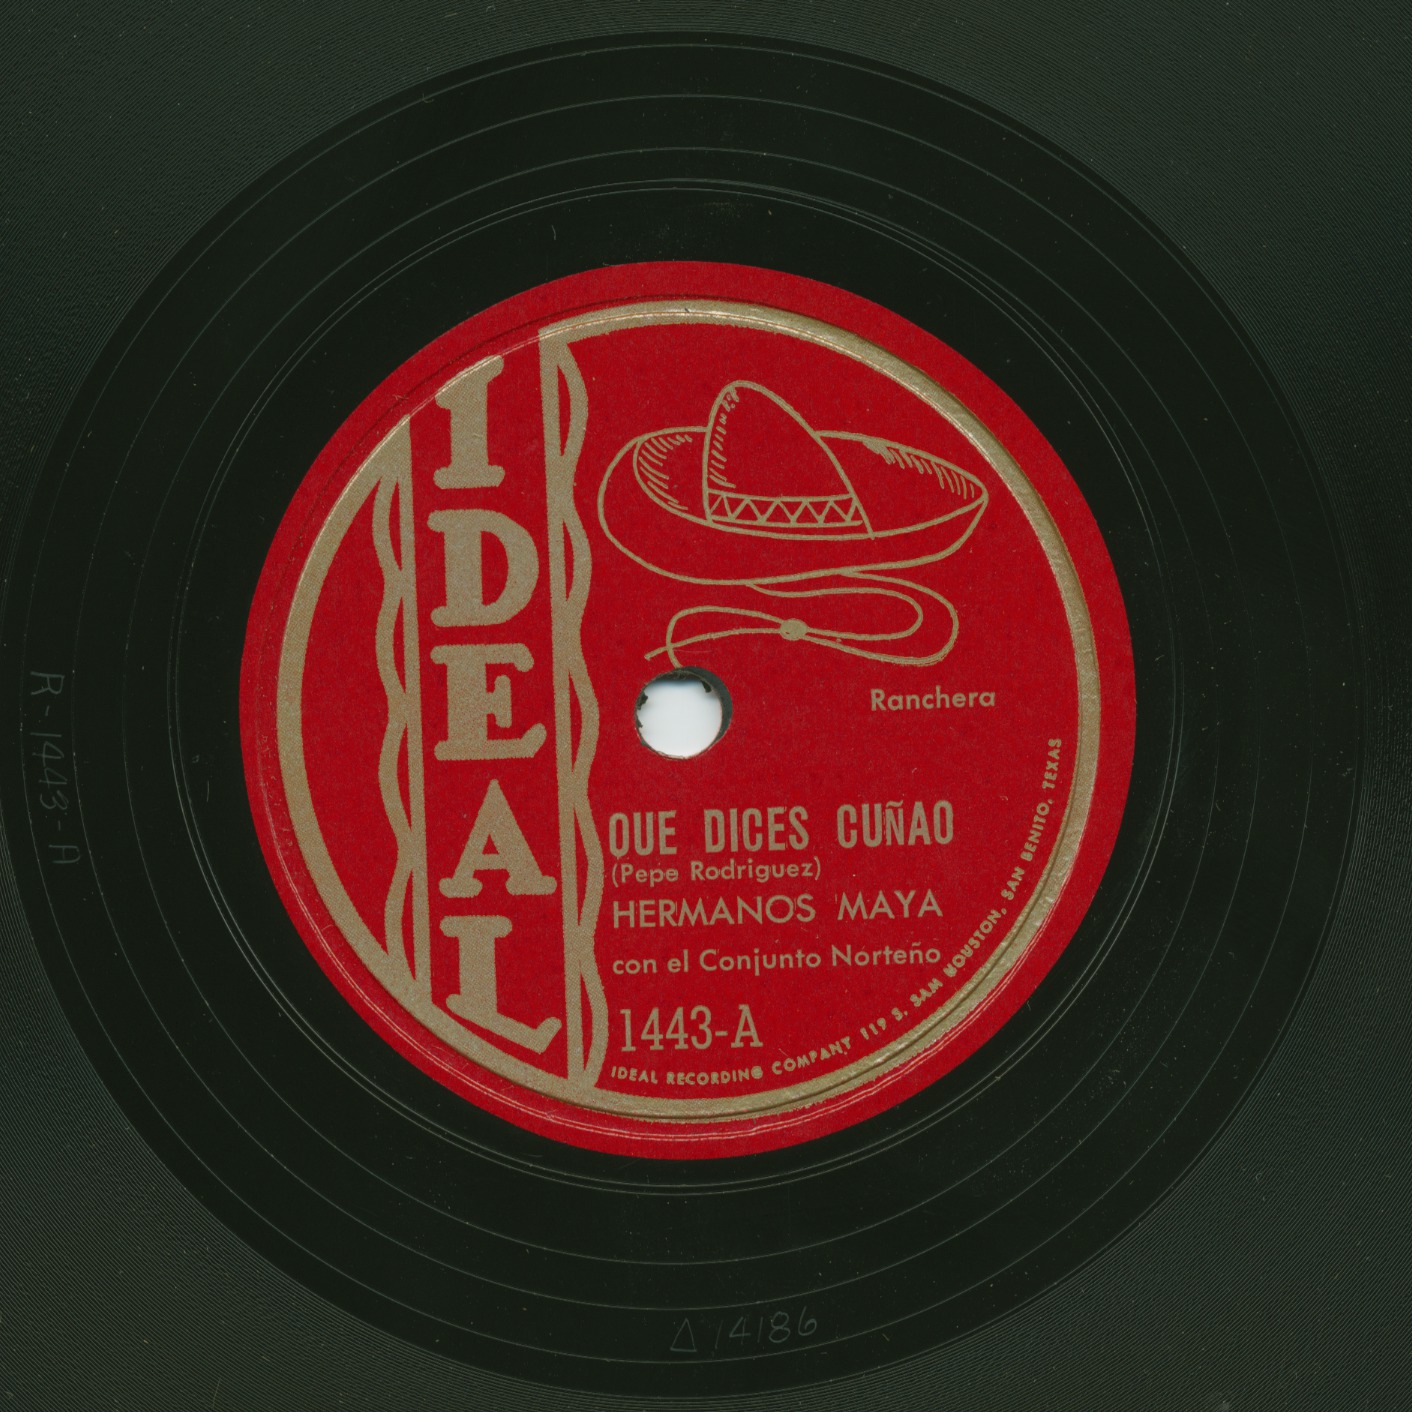 IDEAL
Ranchera
QUE DICES CUÑAO
(Pepe Rodriguez)
HERMANOS MAYA
con el Conjunto Norteño
1443-A
IDEAL RECORDING COMPANY 119 S. SAM HOUSTON. SAN BENITO, TEXAS
R-1443-A
Δ14186